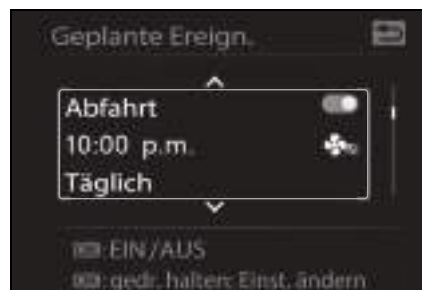 Geplante Ereign.
Abfahrt
10:00 p.m.
Täglich
EIN/AUS
gedr. halten: Einst. ändern